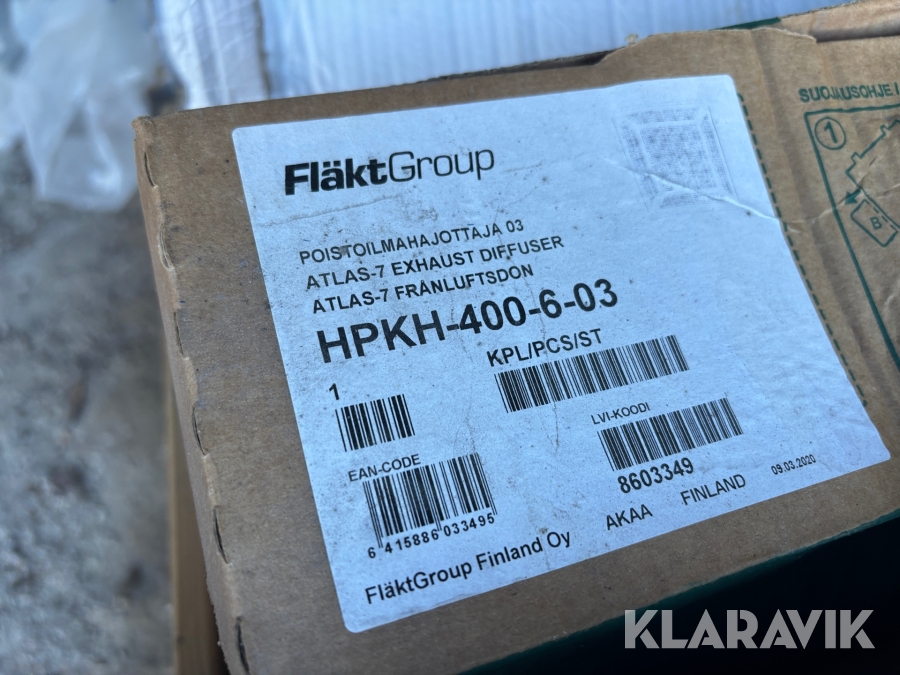 FläktGroup
POISTOILMAHAJOTTAJA 03
ATLAS-7 EXHAUST DIFFUSER
ATLAS-7 FRÅNLUFTSDON
HPKH-400-6-03
1
KPL/PCS/ST
EAN-CODE
6 415886 033495
LVI-KOODI
8603349
FläktGroup Finland Oy
AKAA FINLAND
09.03.2020
SUOJAUSOHJE
1
B
KLARAVIK